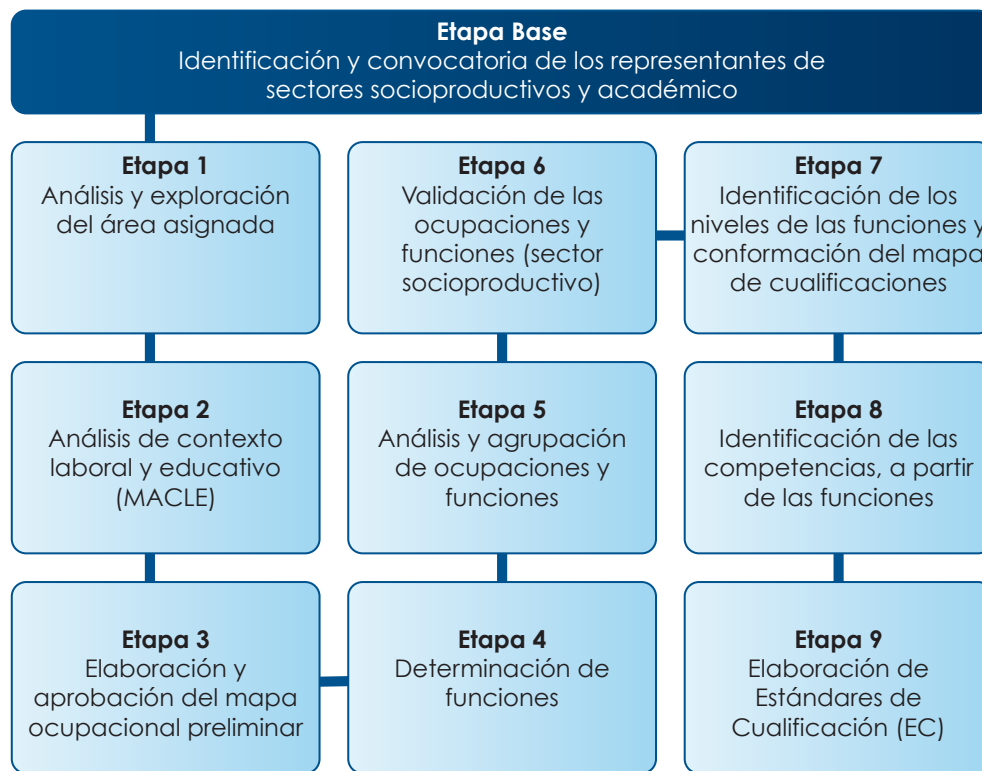 Etapa Base
Identificación y convocatoria de los representantes de
sectores socioproductivos y académico
Etapa 1
Análisis y exploración
del área asignada
Etapa 2
Análisis de contexto
laboral y educativo
(MACLE)
Etapa 3
Elaboración y
aprobación del mapa
ocupacional preliminar
Etapa 4
Determinación de
funciones
Etapa 5
Análisis y agrupación
de ocupaciones y
funciones
Etapa 6
Validación de las
ocupaciones y
funciones (sector
socioproductivo)
Etapa 7
Identificación de los
niveles de las funciones y
conformación del mapa
de cualificaciones
Etapa 8
Identificación de las
competencias, a partir
de las funciones
Etapa 9
Elaboración de
Estándares de
Cualificación (EC)